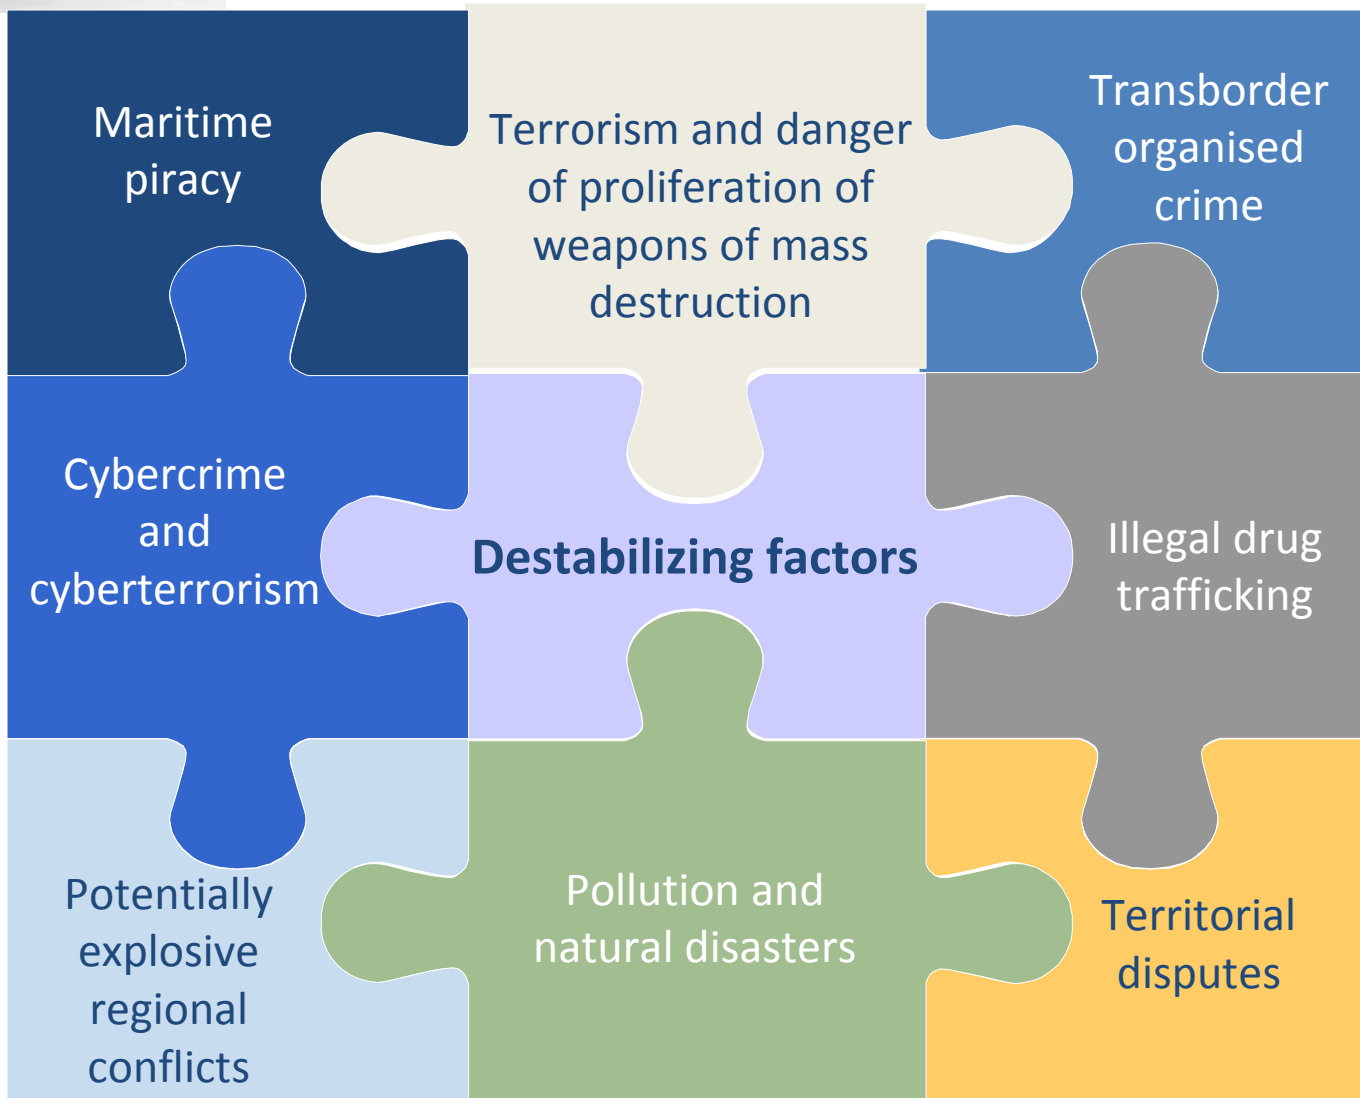 Maritime
piracy
Terrorism and danger
of proliferation of
weapons of mass
destruction
Transborder
organised
crime
Cybercrime
and
cyberterrorism
Destabilizing factors
Illegal drug
trafficking
Potentially
explosive
regional
conflicts
Pollution and
natural disasters
Territorial
disputes